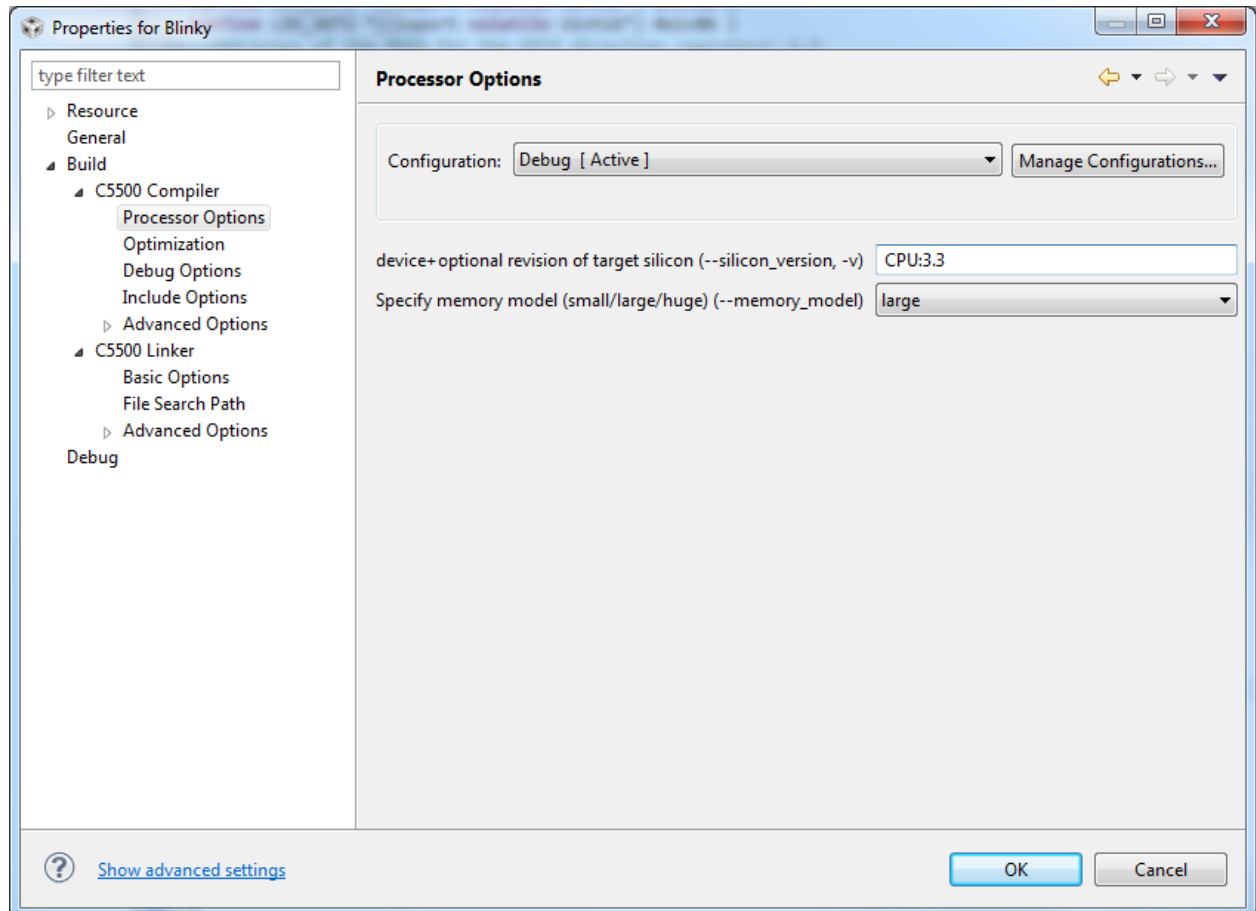 Properties for Blinky
type filter text
Resource
General
Build
C5500 Compiler
Processor Options
Optimization
Debug Options
Include Options
Advanced Options
C5500 Linker
Basic Options
File Search Path
Advanced Options
Debug
Processor Options
Configuration: Debug [ Active ] Manage Configurations...
device+optional revision of target silicon (--silicon_version, -v) CPU:3.3
Specify memory model (small/large/huge) (--memory_model) large
? Show advanced settings
OK Cancel